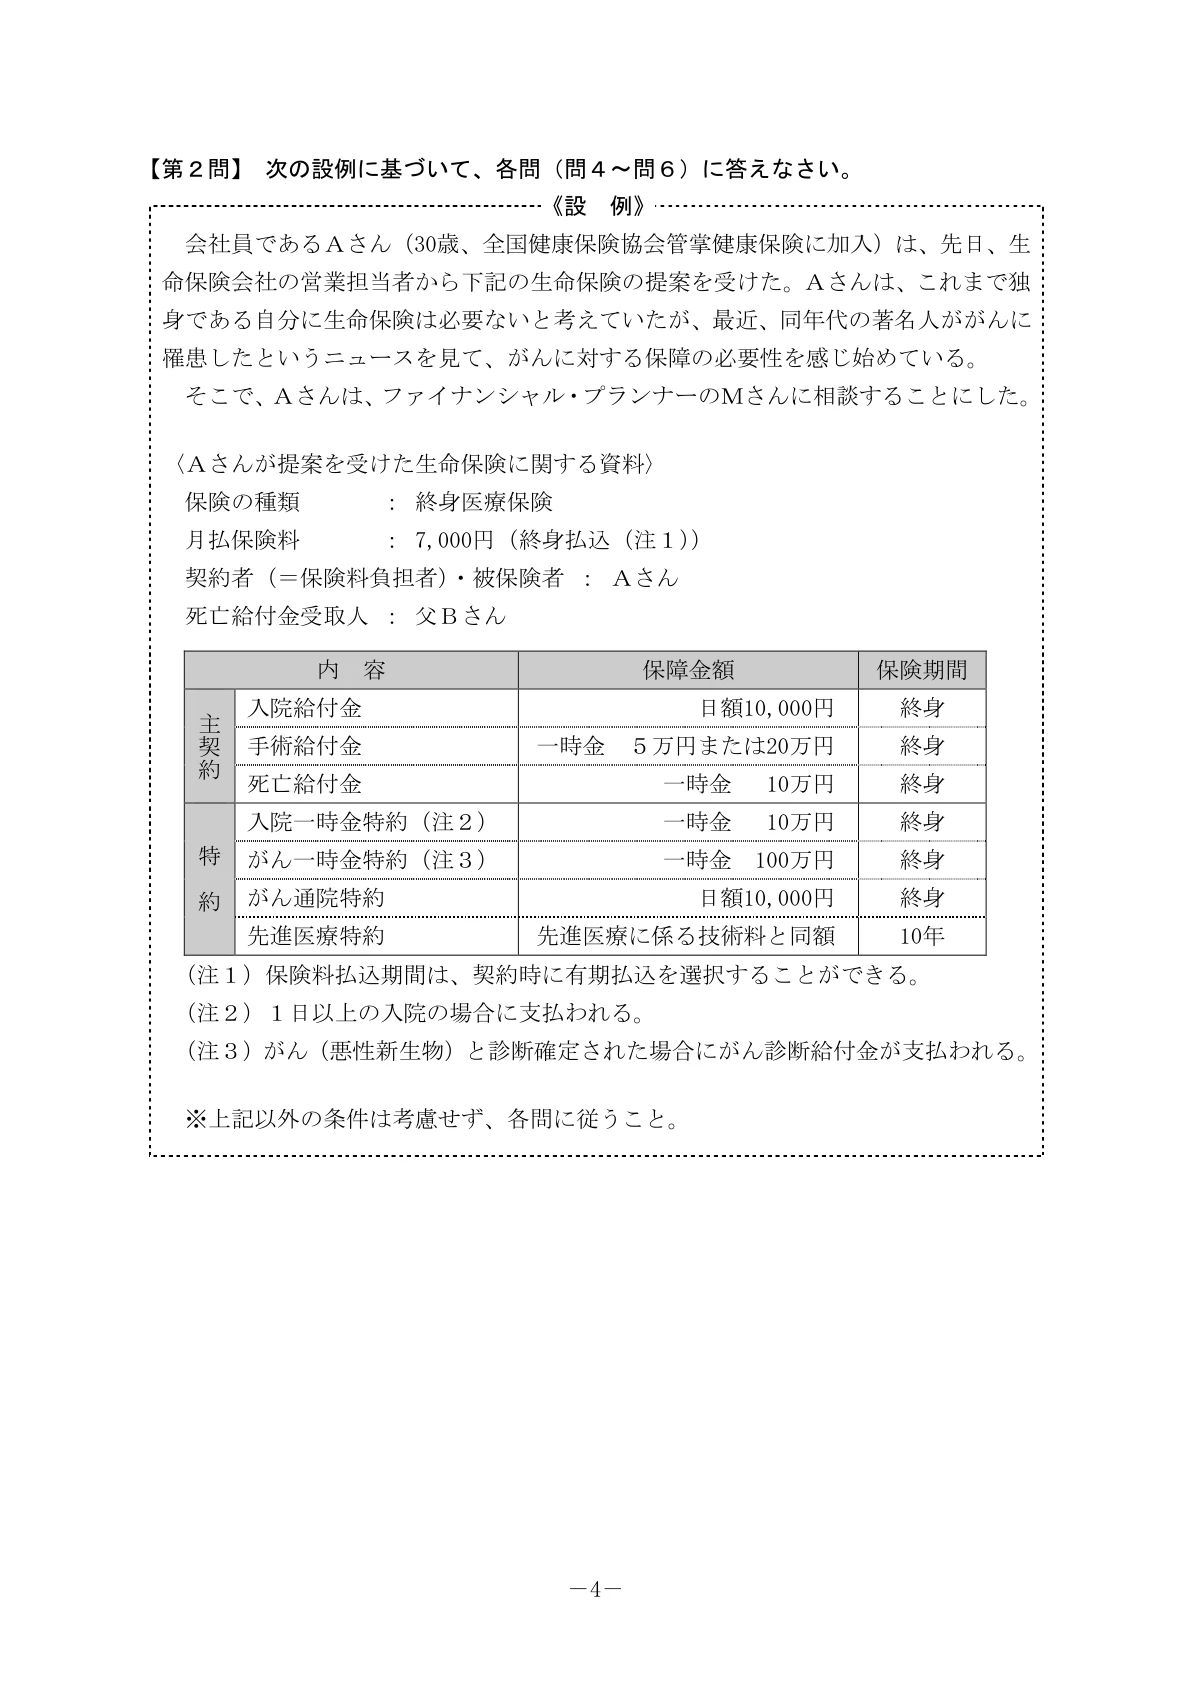 【第２問】　次の設例に基づいて、各問（問４～問６）に答えなさい。
《設　例》
会社員であるＡさん（30歳、全国健康保険協会管掌健康保険に加入）は、先日、生
命保険会社の営業担当者から下記の生命保険の提案を受けた。Ａさんは、これまで独
身である自分に生命保険は必要ないと考えていたが、最近、同年代の著名人ががんに
罹患したというニュースを見て、がんに対する保障の必要性を感じ始めている。
そこで、Ａさんは、ファイナンシャル・プランナーのＭさんに相談することにした。
〈Ａさんが提案を受けた生命保険に関する資料〉
保険の種類　：　終身医療保険
月払保険料　：　7,000円（終身払込（注１））
契約者（＝保険料負担者）・被保険者　：　Ａさん
死亡給付金受取人　：　父Ｂさん
内　容　保障金額　保険期間
主契約
入院給付金　日額10,000円　終身
手術給付金　一時金　５万円または20万円　終身
死亡給付金　一時金　10万円　終身
特約
入院一時金特約（注２）　一時金　10万円　終身
がん一時金特約（注３）　一時金　100万円　終身
がん通院特約　日額10,000円　終身
先進医療特約　先進医療に係る技術料と同額　10年
（注１）保険料払込期間は、契約時に有期払込を選択することができる。
（注２）１日以上の入院の場合に支払われる。
（注３）がん（悪性新生物）と診断確定された場合にがん診断給付金が支払われる。
※上記以外の条件は考慮せず、各問に従うこと。
－4－